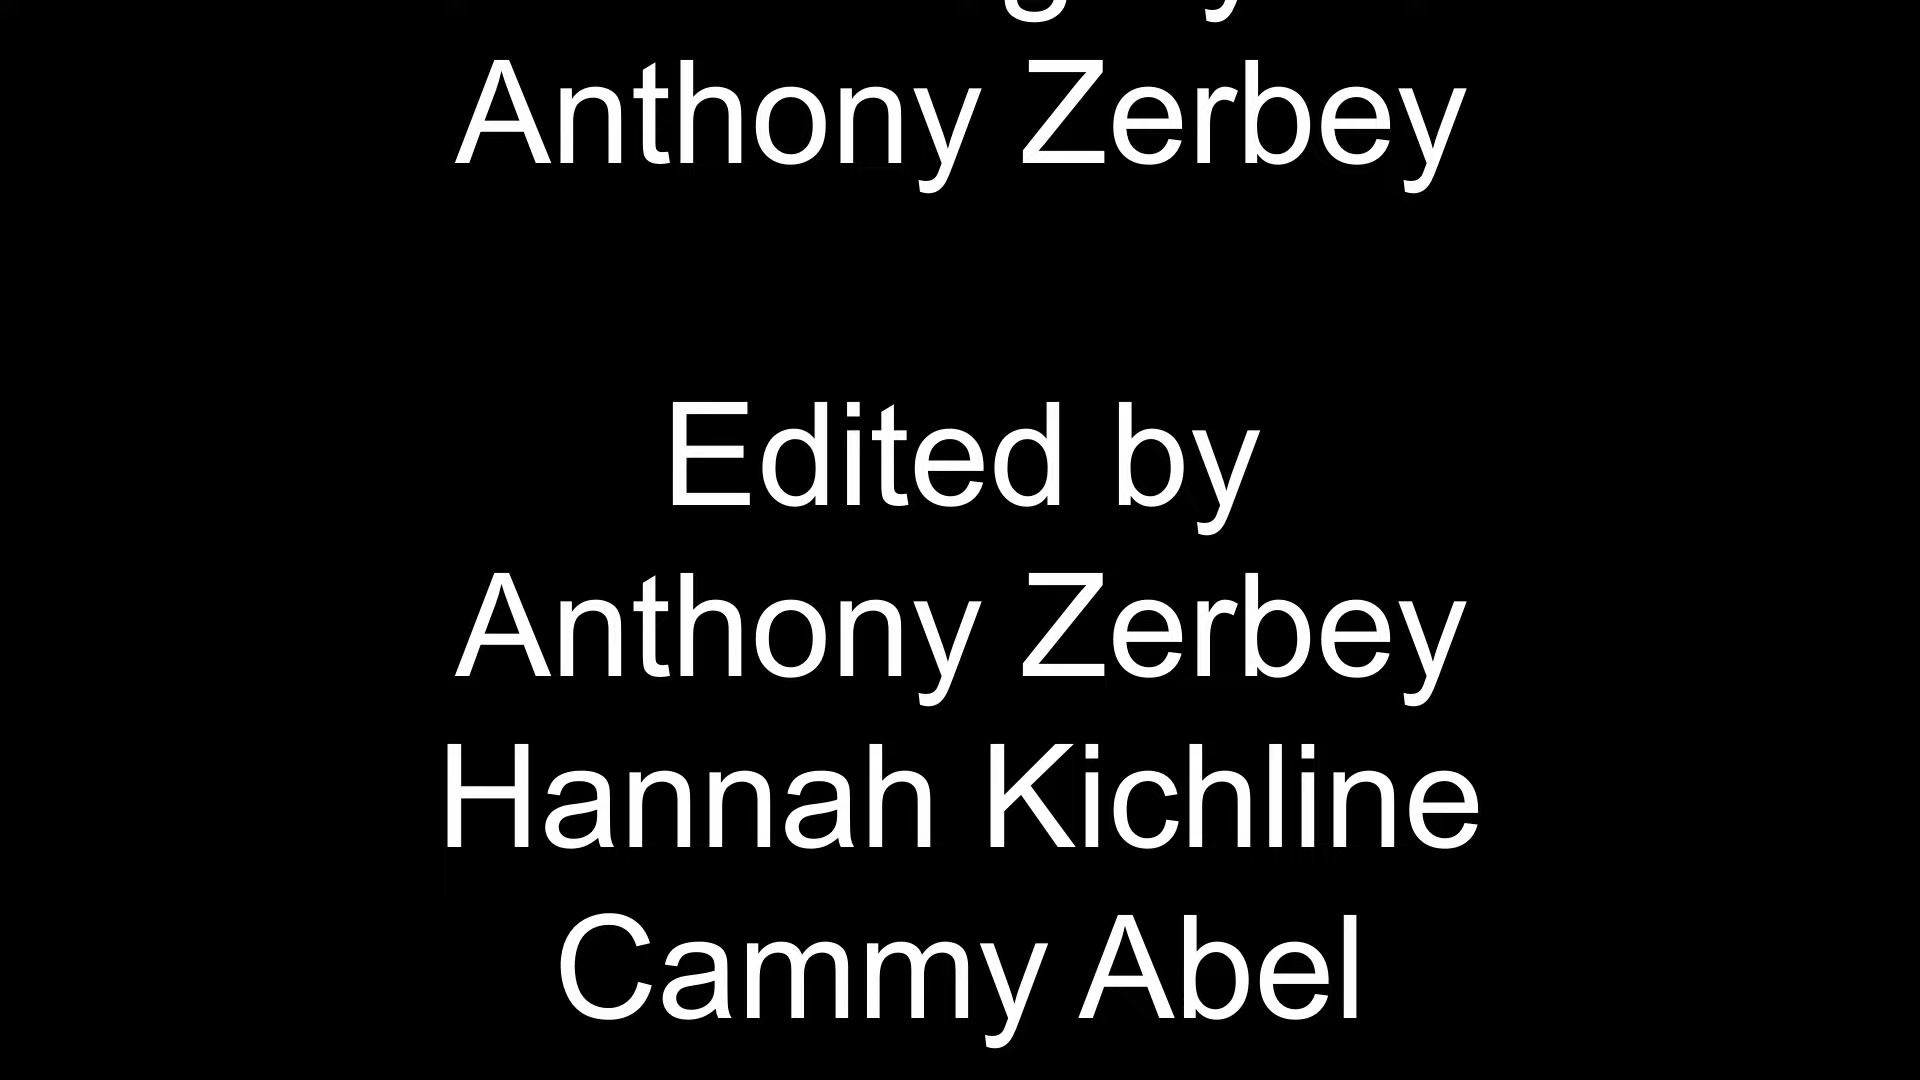 Anthony Zerbey
Edited by
Anthony Zerbey
Hannah Kichline
Cammy Abel